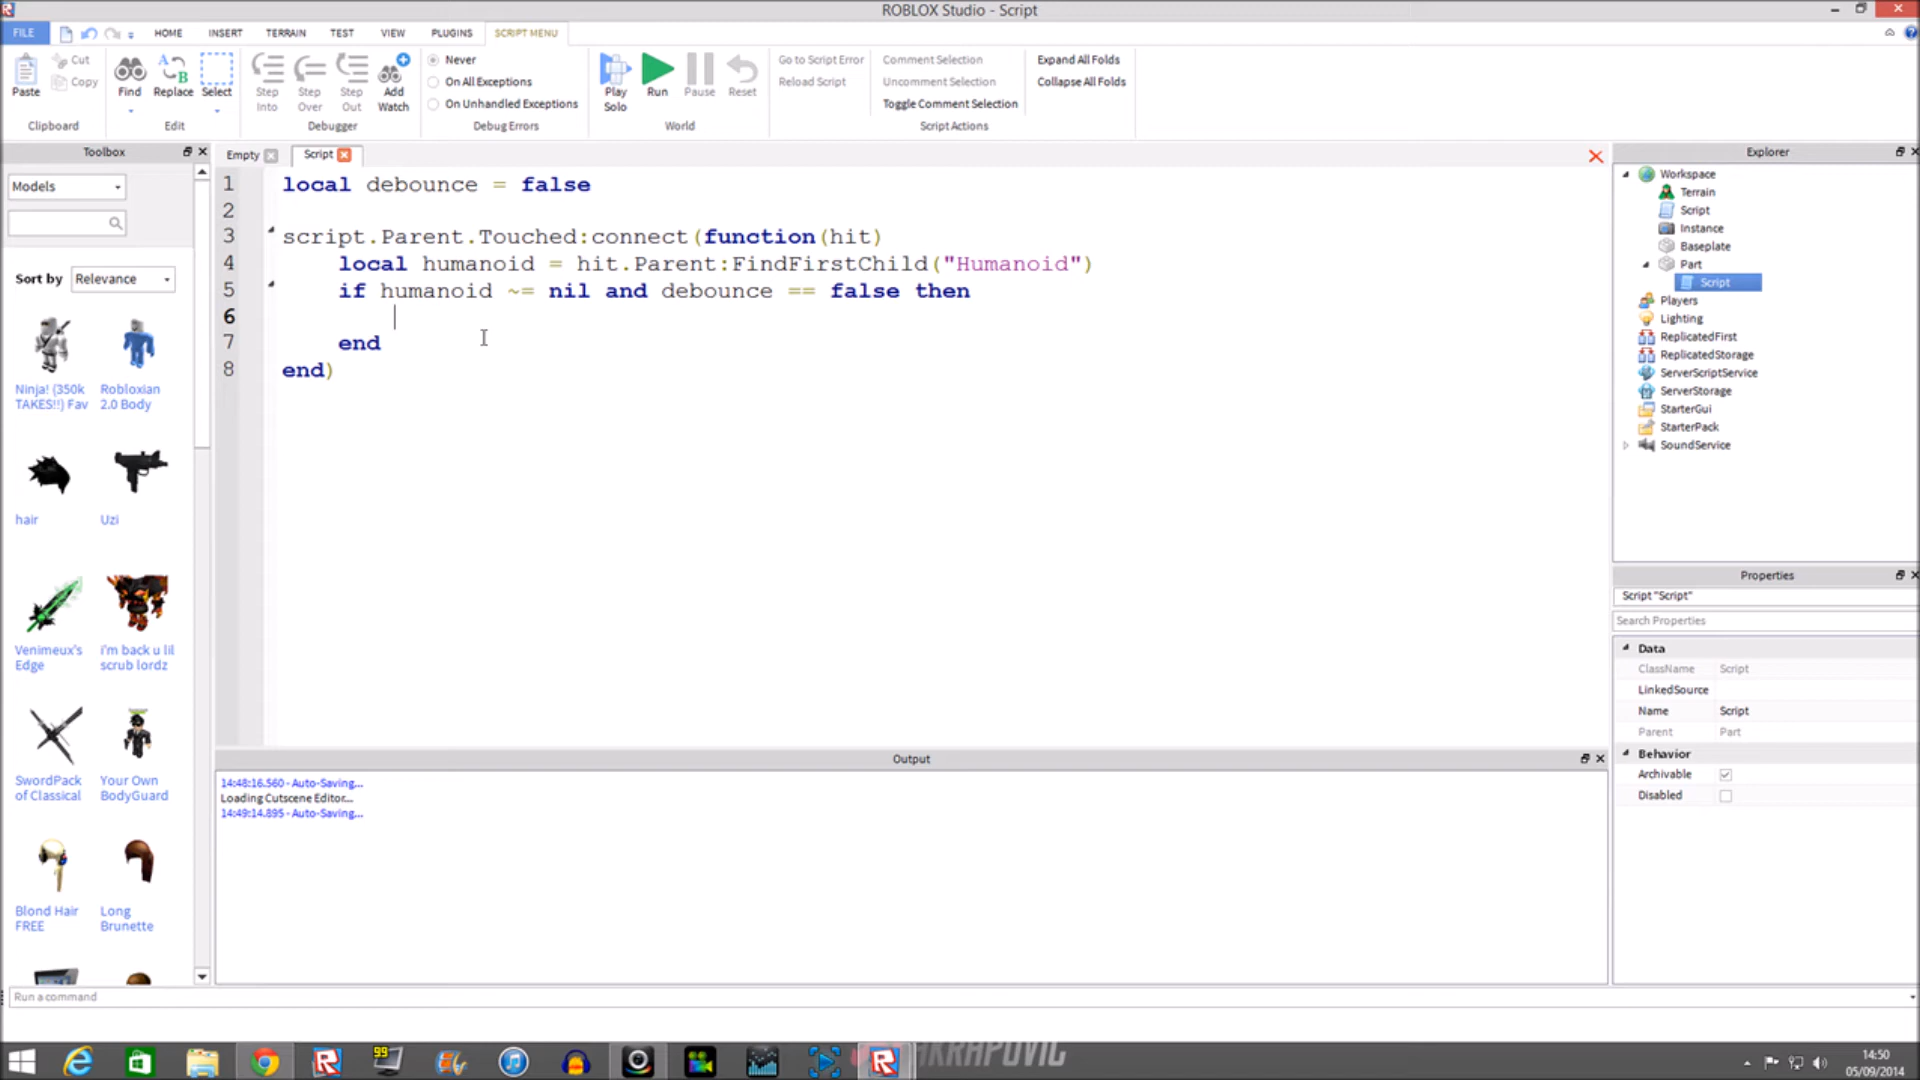 ROBLOX Studio - Script
FILE HOME INSERT TERRAIN TEST VIEW PLUGINS SCRIPT MENU
Paste Cut Copy
Clipboard
Find Replace Select
Edit
Step Into Step Over Step Out Add Watch
Debugger
Never
On All Exceptions
On Unhandled Exceptions
Debug Errors
Play Solo Run Pause Reset
World
Go to Script Error
Reload Script
Comment Selection
Uncomment Selection
Toggle Comment Selection
Expand All Folds
Collapse All Folds
Script Actions
Toolbox
Models
Sort by Relevance
Ninja! (350k TAKES!!) Fav
Robloxian 2.0 Body
hair
Uzi
Venimeux's Edge
i'm back u lil scrub lordz
SwordPack of Classical
Your Own BodyGuard
Blond Hair FREE
Long Brunette
Empty Script
1 local debounce = false
2
3 script.Parent.Touched:connect(function(hit)
4 local humanoid = hit.Parent:FindFirstChild("Humanoid")
5 if humanoid ~= nil and debounce == false then
6
7 end
8 end)
Output
14:48:16.560 - Auto-Saving...
Loading Cutscene Editor...
14:49:14.895 - Auto-Saving...
Explorer
Workspace
Terrain
Script
Instance
Baseplate
Part
Script
Players
Lighting
ReplicatedFirst
ReplicatedStorage
ServerScriptService
ServerStorage
StarterGui
StarterPack
SoundService
Properties
Script "Script"
Search Properties
Data
ClassName Script
LinkedSource
Name Script
Parent Part
Behavior
Archivable
Disabled
Run a command
99
AKRAPOVIC
14:50
05/09/2014